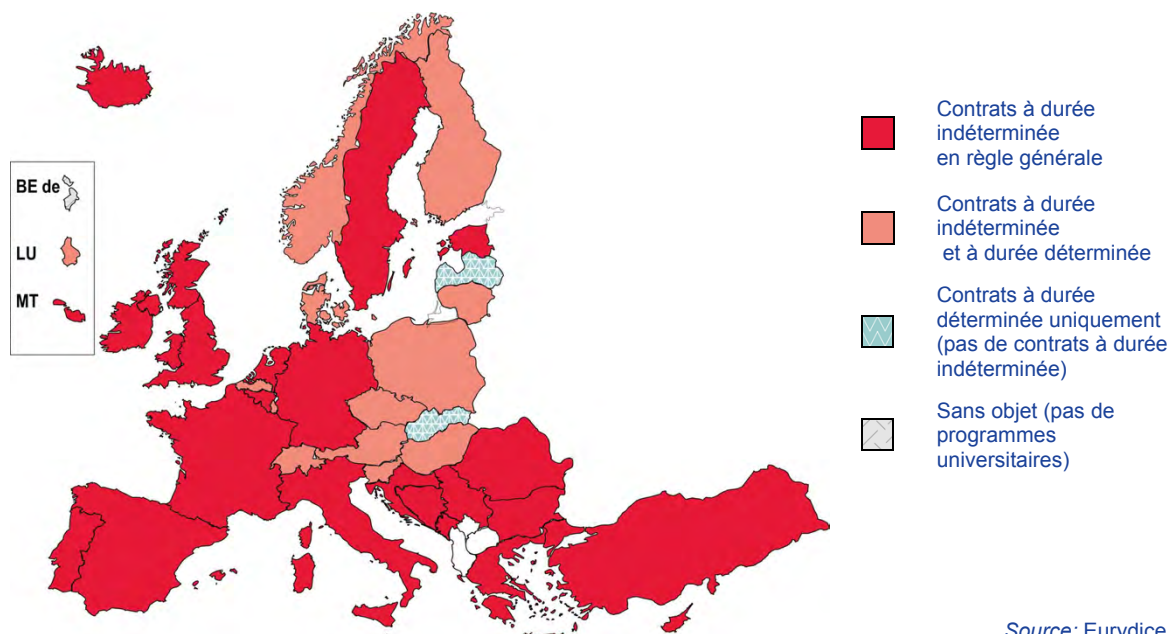 BE de
LU
MT
Contrats à durée
indéterminée
en règle générale
Contrats à durée
indéterminée
et à durée déterminée
Contrats à durée
déterminée uniquement
(pas de contrats à durée
indéterminée)
Sans objet (pas de
programmes
universitaires)
Source: Eurydice